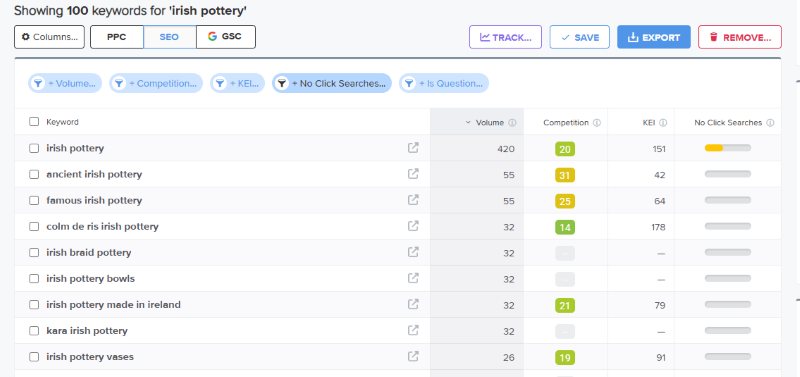 Showing 100 keywords for 'irish pottery'
Columns... PPC SEO GSC TRACK... SAVE EXPORT REMOVE...
+ Volume... + Competition... + KEI... + No Click Searches... + Is Question...
Keyword Volume Competition KEI No Click Searches
irish pottery 420 20 151
ancient irish pottery 55 31 42
famous irish pottery 55 25 64
colm de ris irish pottery 32 14 178
irish braid pottery 32 - –
irish pottery bowls 32 - –
irish pottery made in ireland 32 21 79
kara irish pottery 32 - –
irish pottery vases 26 19 91